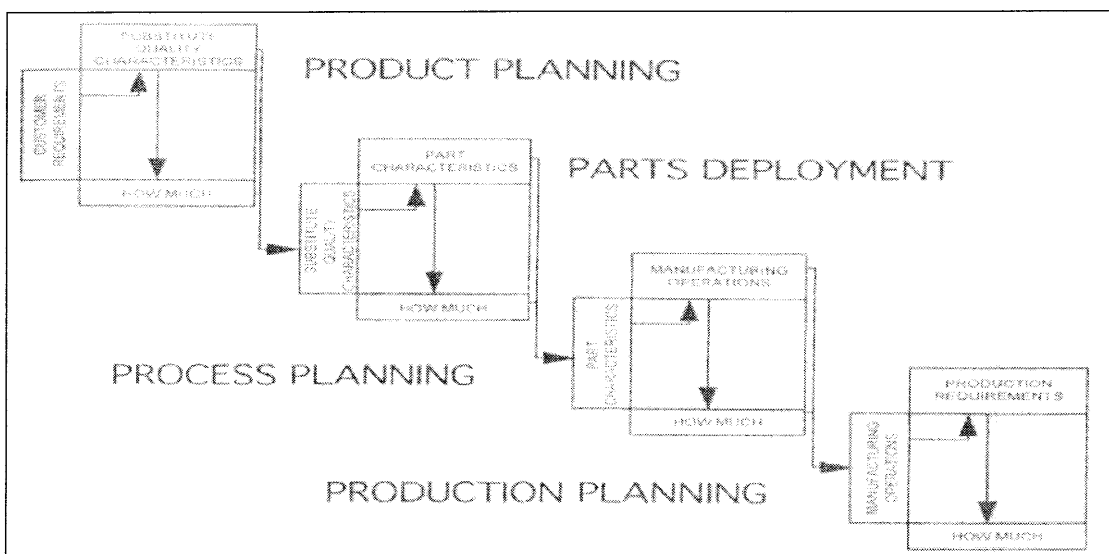 SUBSTITUTE
QUALITY
CHARACTERISTICS
PRODUCT PLANNING
CUSTOMER
REQUIREMENTS
HOW MUCH
PART
CHARACTERISTICS
PARTS DEPLOYMENT
SUBSTITUTE
QUALITY
CHARACTERISTICS
HOW MUCH
MANUFACTURING
OPERATIONS
PART
CHARACTERISTICS
HOW MUCH
PROCESS PLANNING
PRODUCTION
REQUIREMENTS
MANUFACTURING
OPERATIONS
HOW MUCH
PRODUCTION PLANNING